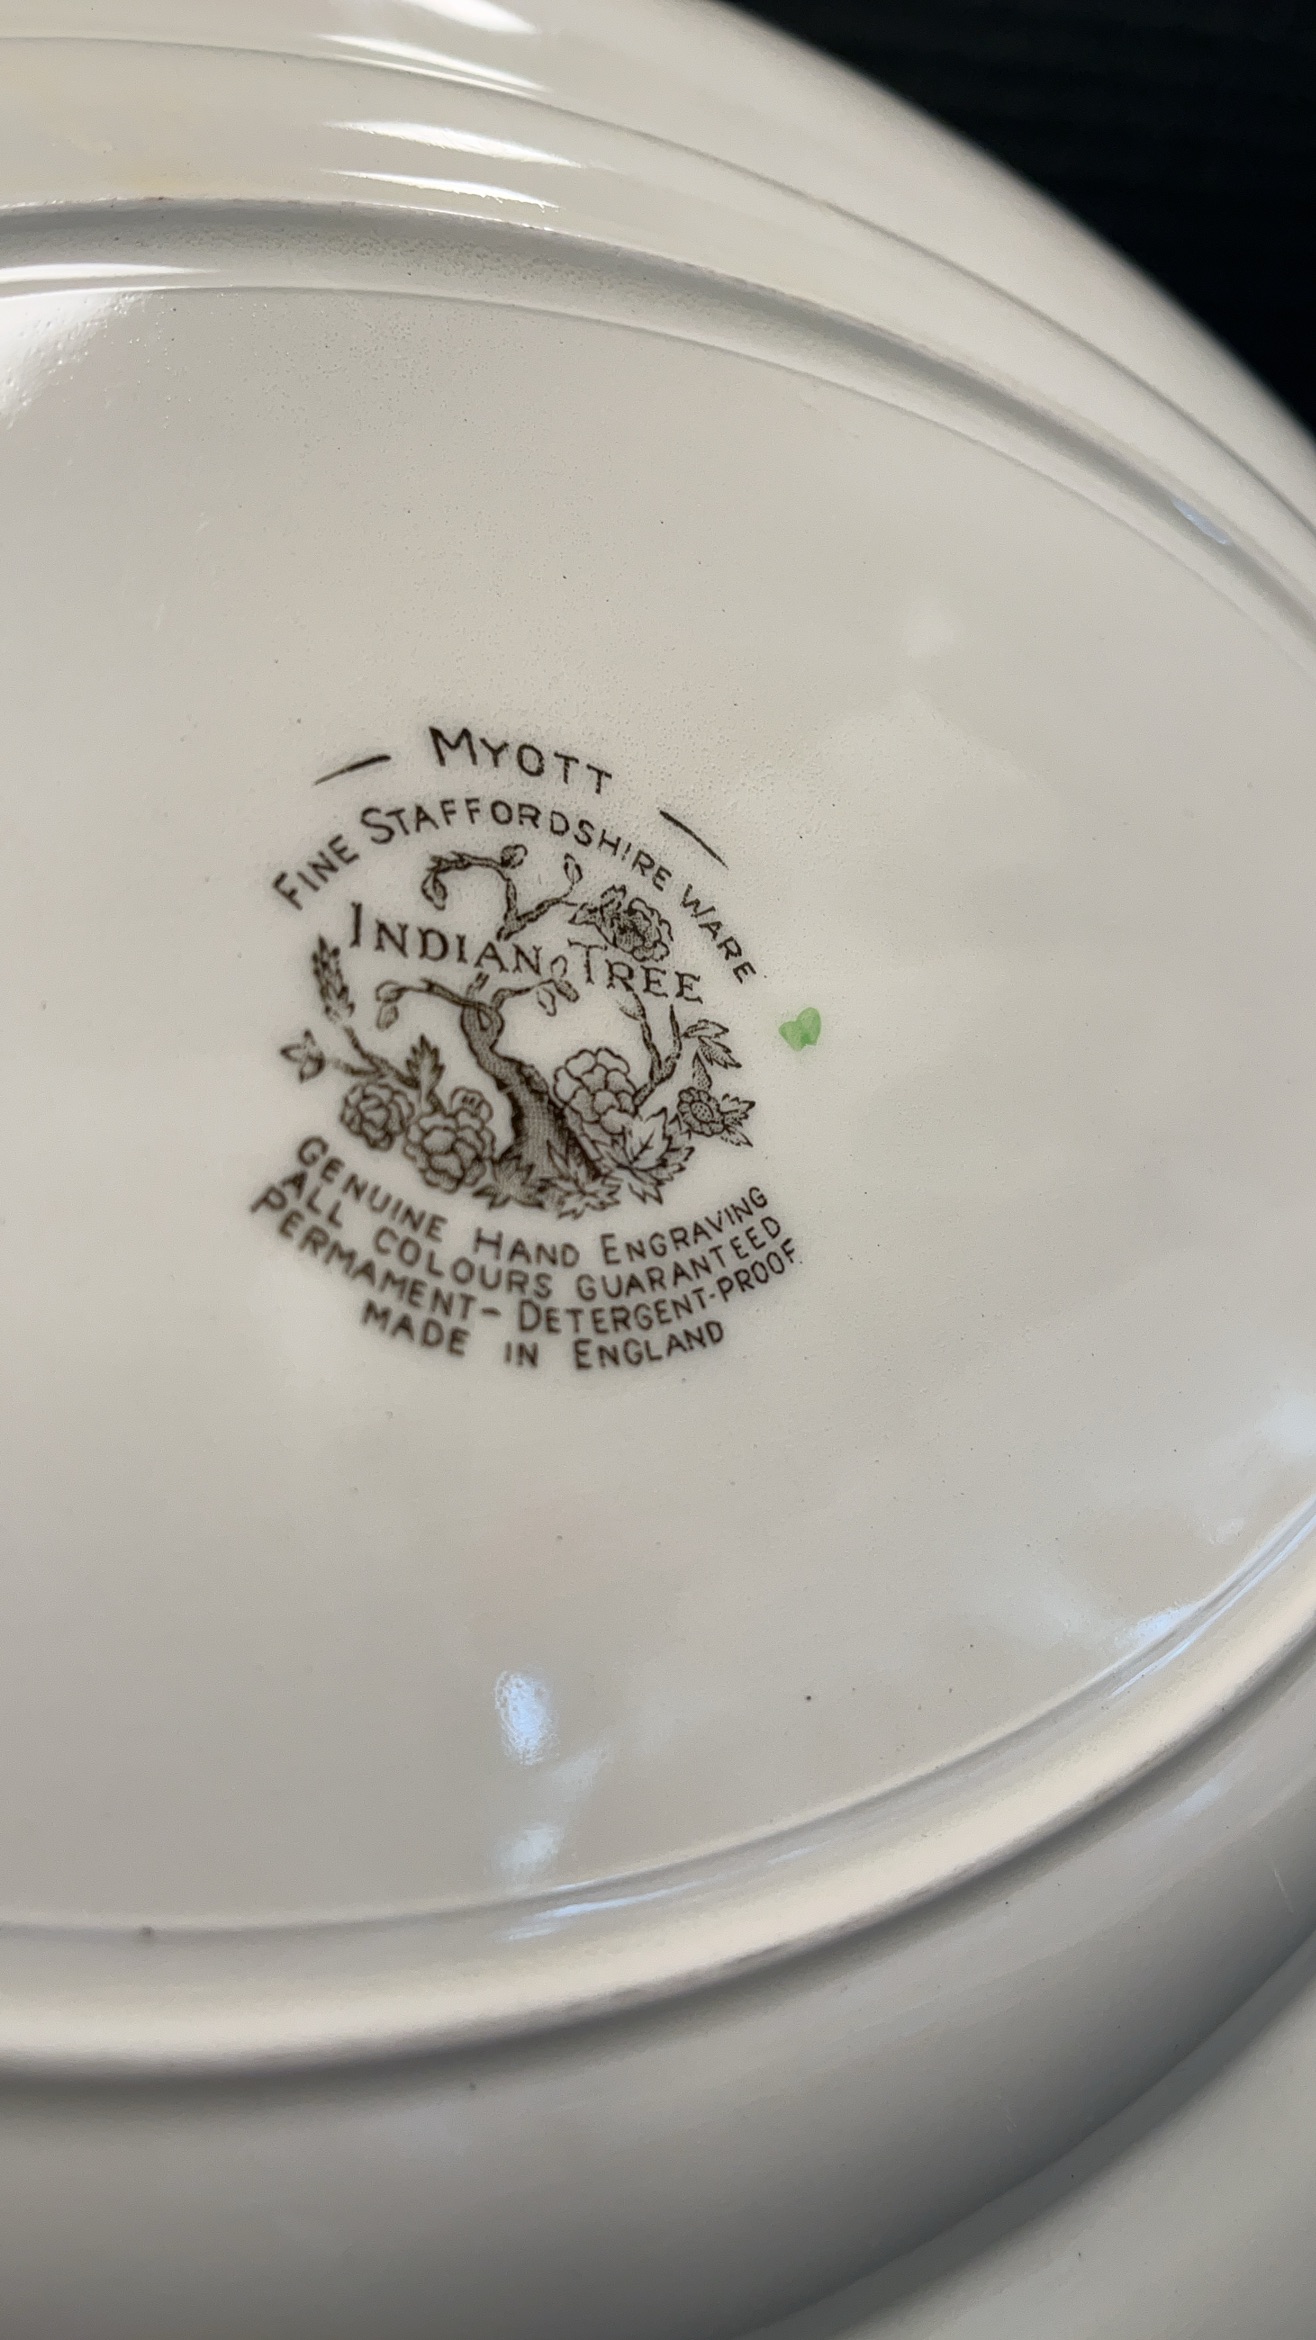 MYOTT
FINE STAFFORDSHIRE WARE
INDIAN TREE
GENUINE HAND ENGRAVING
ALL COLOURS GUARANTEED
PERMAMENT- DETERGENT-PROOF
MADE IN ENGLAND